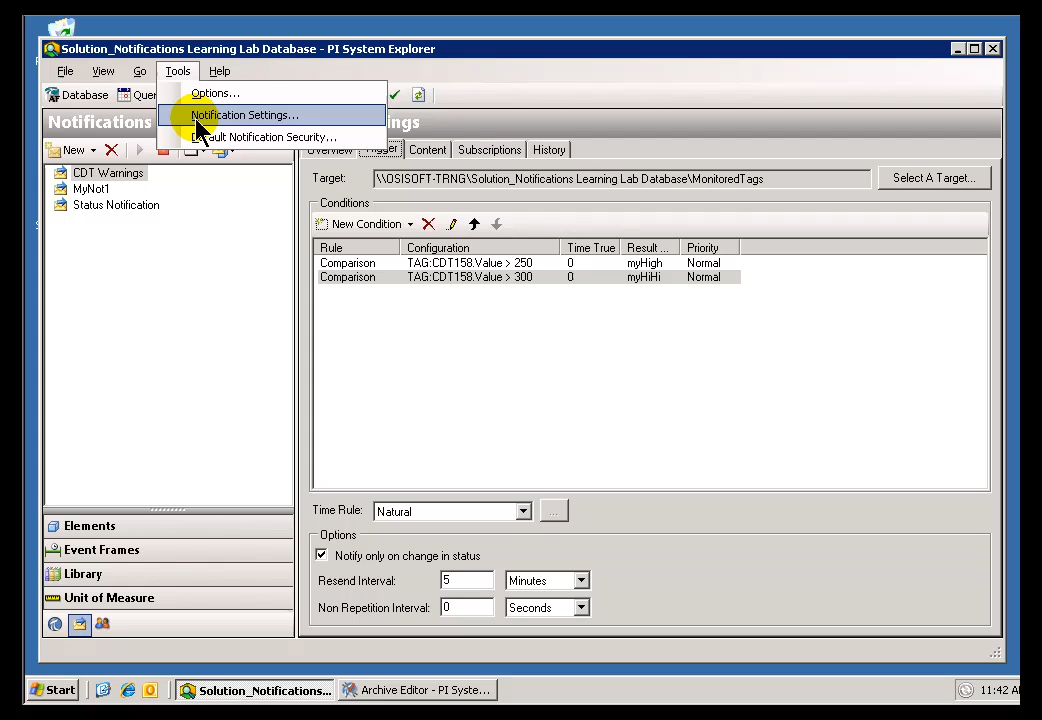 Solution_Notifications Learning Lab Database - PI System Explorer
File View Go Tools Help
Database
Options...
Notification Settings...
Notification Security...
Notifications
New
Trigger Content Subscriptions History
CDT Warnings
MyNot1
Status Notification
Target: \\OSISOFT-TRNG\Solution_Notifications Learning Lab Database\MonitoredTags Select A Target...
Conditions
New Condition
Rule Configuration Time True Result ... Priority
Comparison TAG:CDT158.Value > 250 0 myHigh Normal
Comparison TAG:CDT158.Value > 300 0 myHiHi Normal
Time Rule: Natural ...
Options
Notify only on change in status
Resend Interval: 5 Minutes
Non Repetition Interval: 0 Seconds
Elements
Event Frames
Library
Unit of Measure
Start Solution_Notifications... Archive Editor - PI Syste... 11:42